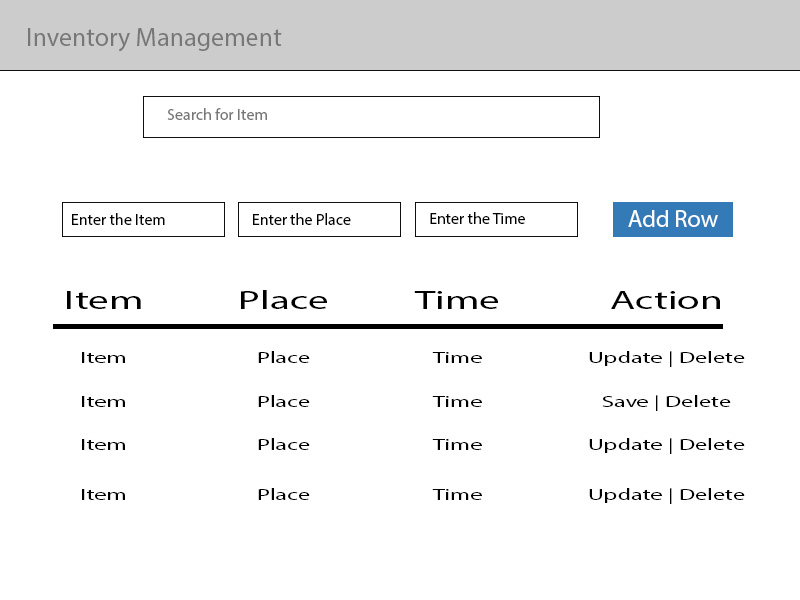 Inventory Management
Search for Item
Enter the Item Enter the Place Enter the Time Add Row
Item Place Time Action
Item Place Time Update | Delete
Item Place Time Save | Delete
Item Place Time Update | Delete
Item Place Time Update | Delete